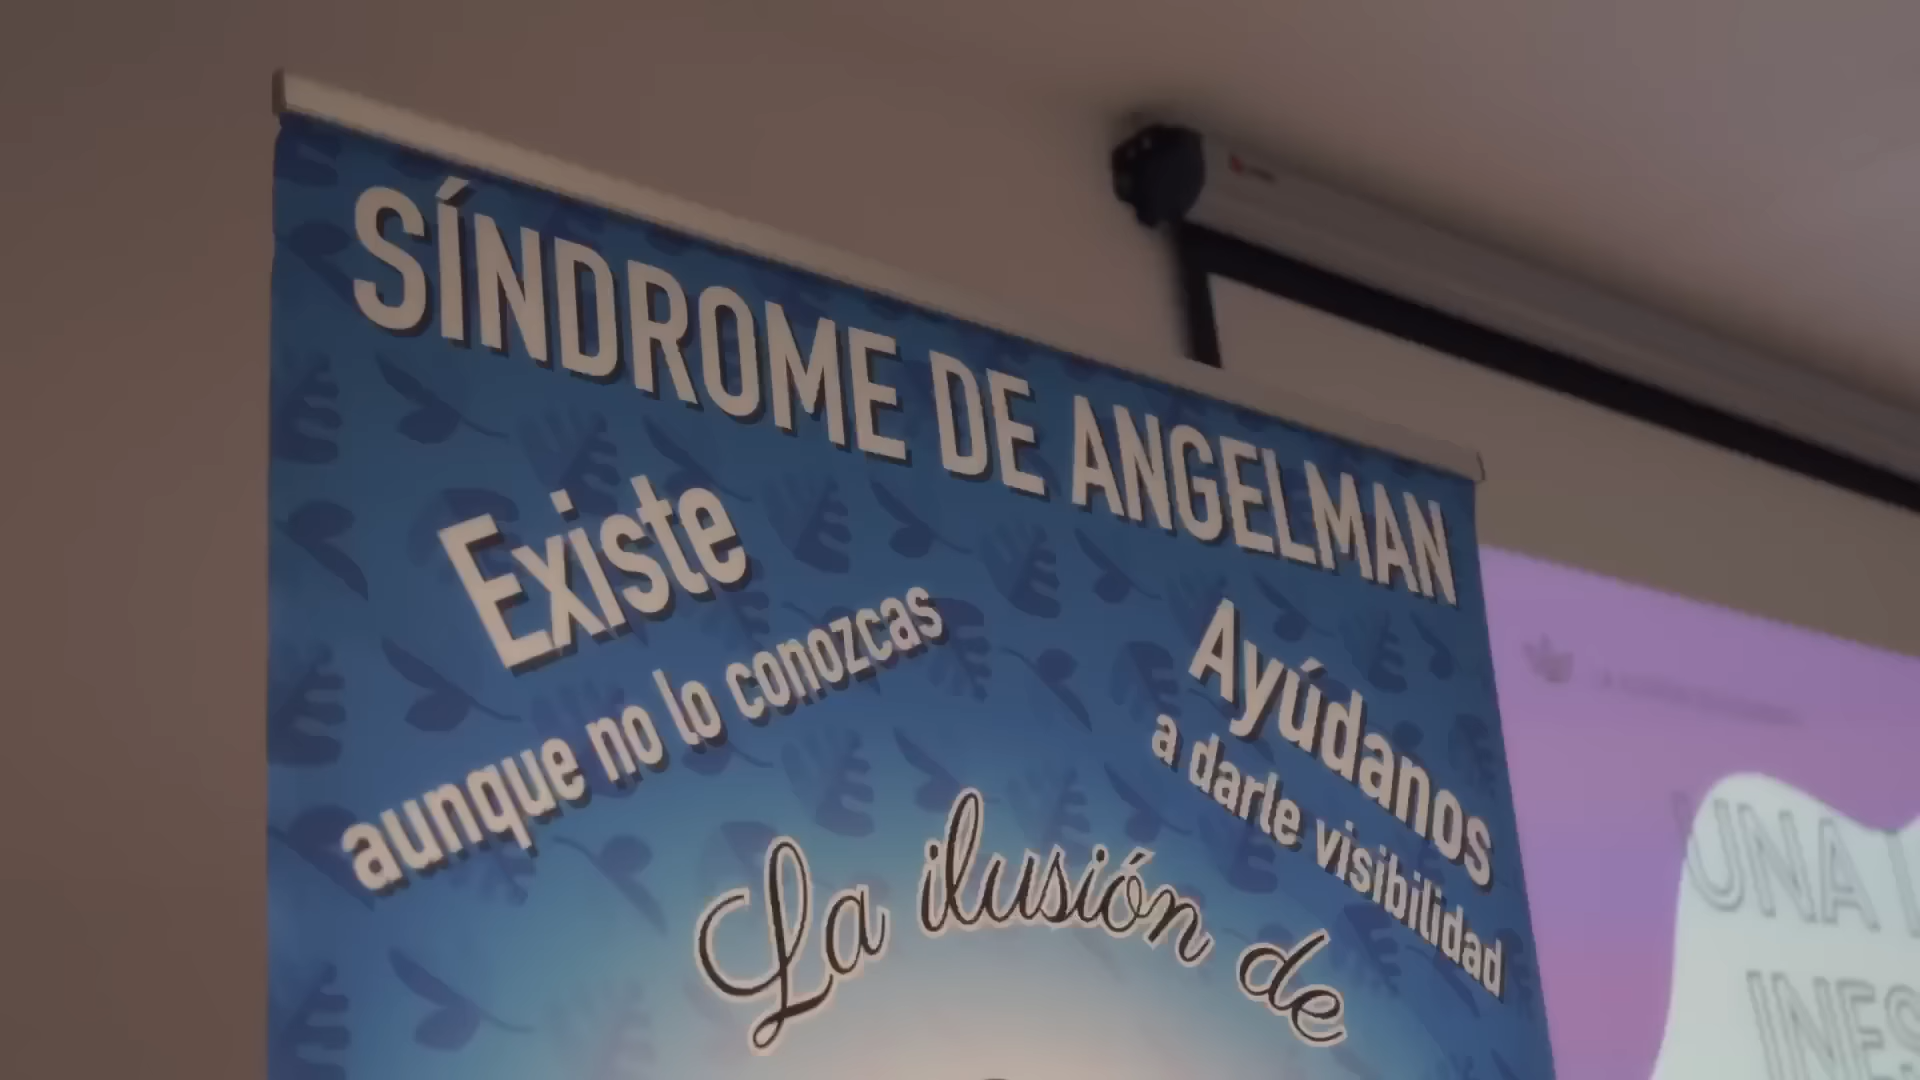 SÍNDROME DE ANGELMAN
Existe
aunque no lo conozcas
Ayúdanos
a darle visibilidad
La ilusión de
UNA
INES